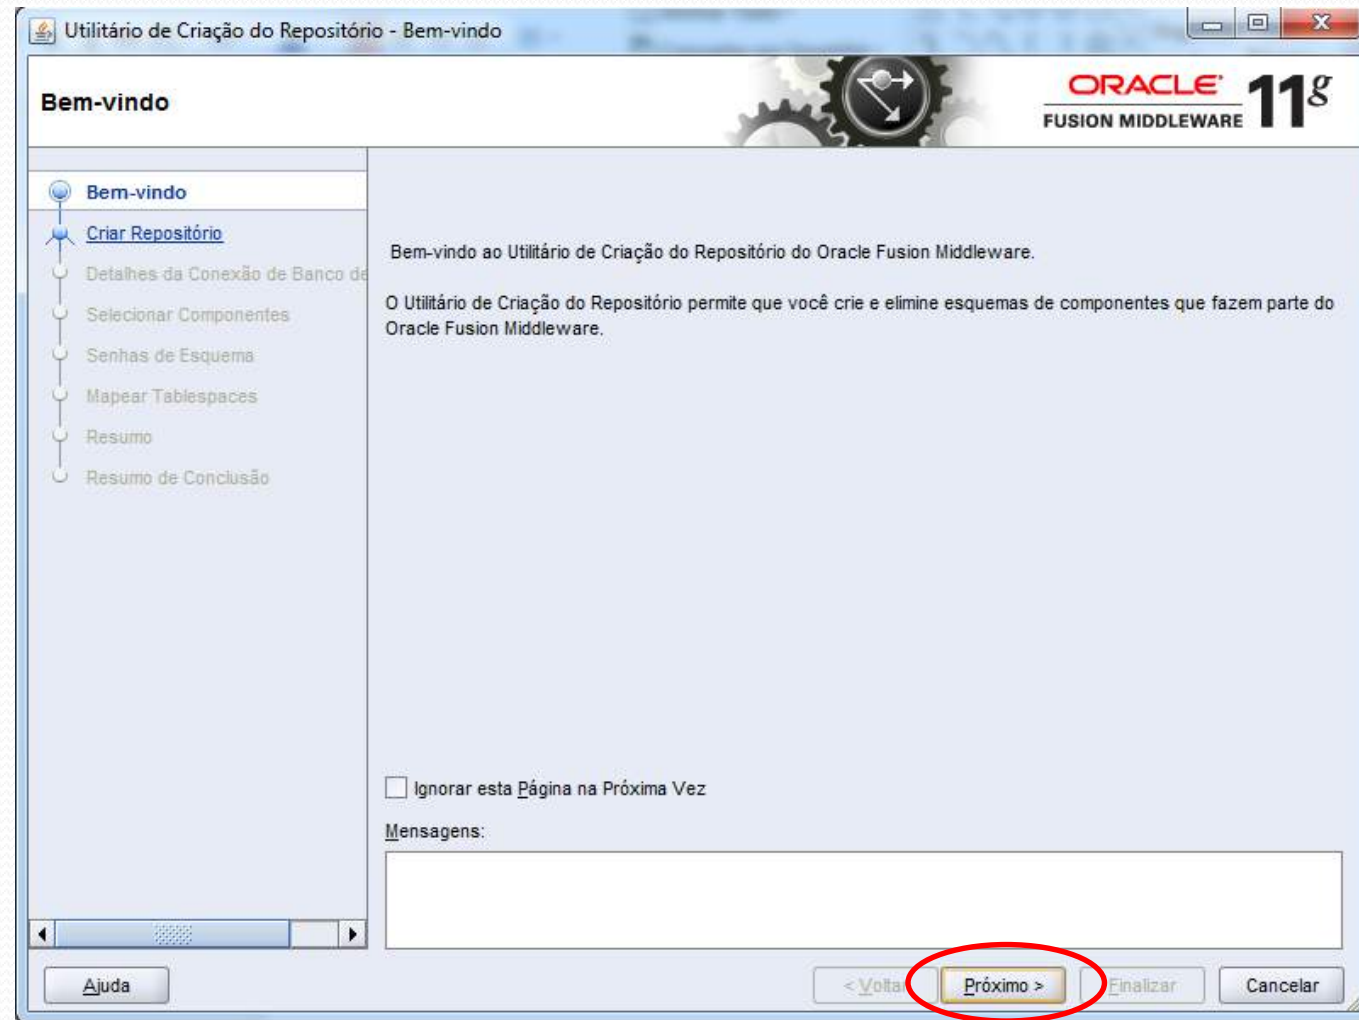 Utilitário de Criação do Repositório - Bem-vindo
Bem-vindo
ORACLE
FUSION MIDDLEWARE
11g
Bem-vindo
Criar Repositório
Detalhes da Conexão de Banco de
Selecionar Componentes
Senhas de Esquema
Mapear Tablespaces
Resumo
Resumo de Conclusão
Bem-vindo ao Utilitário de Criação do Repositório do Oracle Fusion Middleware.
O Utilitário de Criação do Repositório permite que você crie e elimine esquemas de componentes que fazem parte do
Oracle Fusion Middleware.
Ignorar esta Página na Próxima Vez
Mensagens:
Ajuda
< Voltar
Próximo >
Finalizar
Cancelar